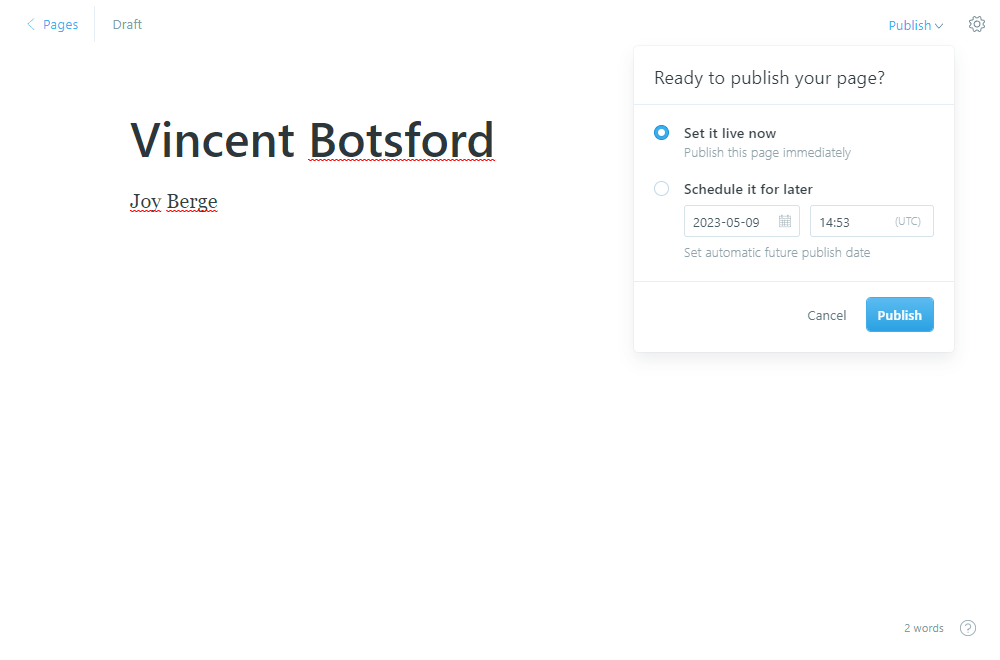 Pages
Draft
Publish
Ready to publish your page?
Vincent Botsford
Set it live now
Publish this page immediately
Schedule it for later
Joy Berge
2023-05-09
14:53
(UTC)
Set automatic future publish date
Cancel
Publish
2 words
?